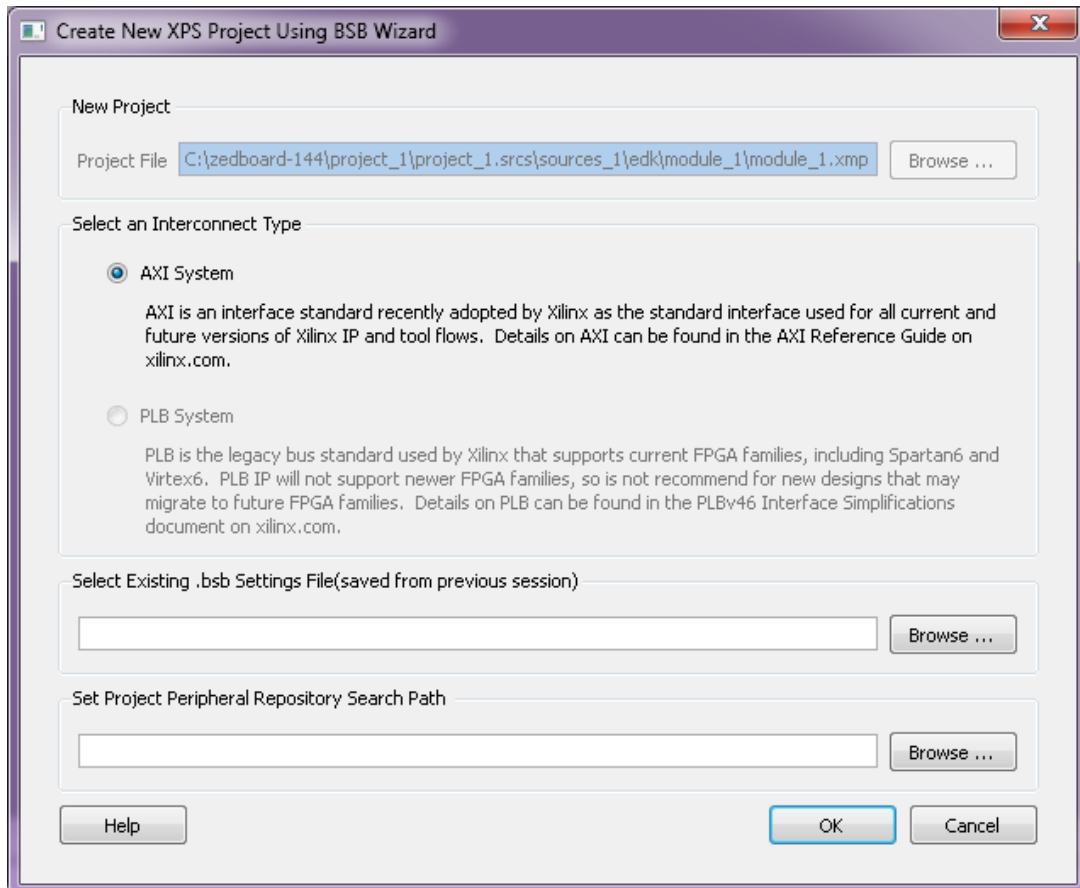 Create New XPS Project Using BSB Wizard
New Project
Project File C:\zedboard-144\project_1\project_1.srcs\sources_1\edk\module_1\module_1.xmp Browse ...
Select an Interconnect Type
AXI System
AXI is an interface standard recently adopted by Xilinx as the standard interface used for all current and
future versions of Xilinx IP and tool flows. Details on AXI can be found in the AXI Reference Guide on
xilinx.com.
PLB System
PLB is the legacy bus standard used by Xilinx that supports current FPGA families, including Spartan6 and
Virtex6. PLB IP will not support newer FPGA families, so is not recommend for new designs that may
migrate to future FPGA families. Details on PLB can be found in the PLBv46 Interface Simplifications
document on xilinx.com.
Select Existing .bsb Settings File(saved from previous session)
Browse ...
Set Project Peripheral Repository Search Path
Browse ...
Help OK Cancel